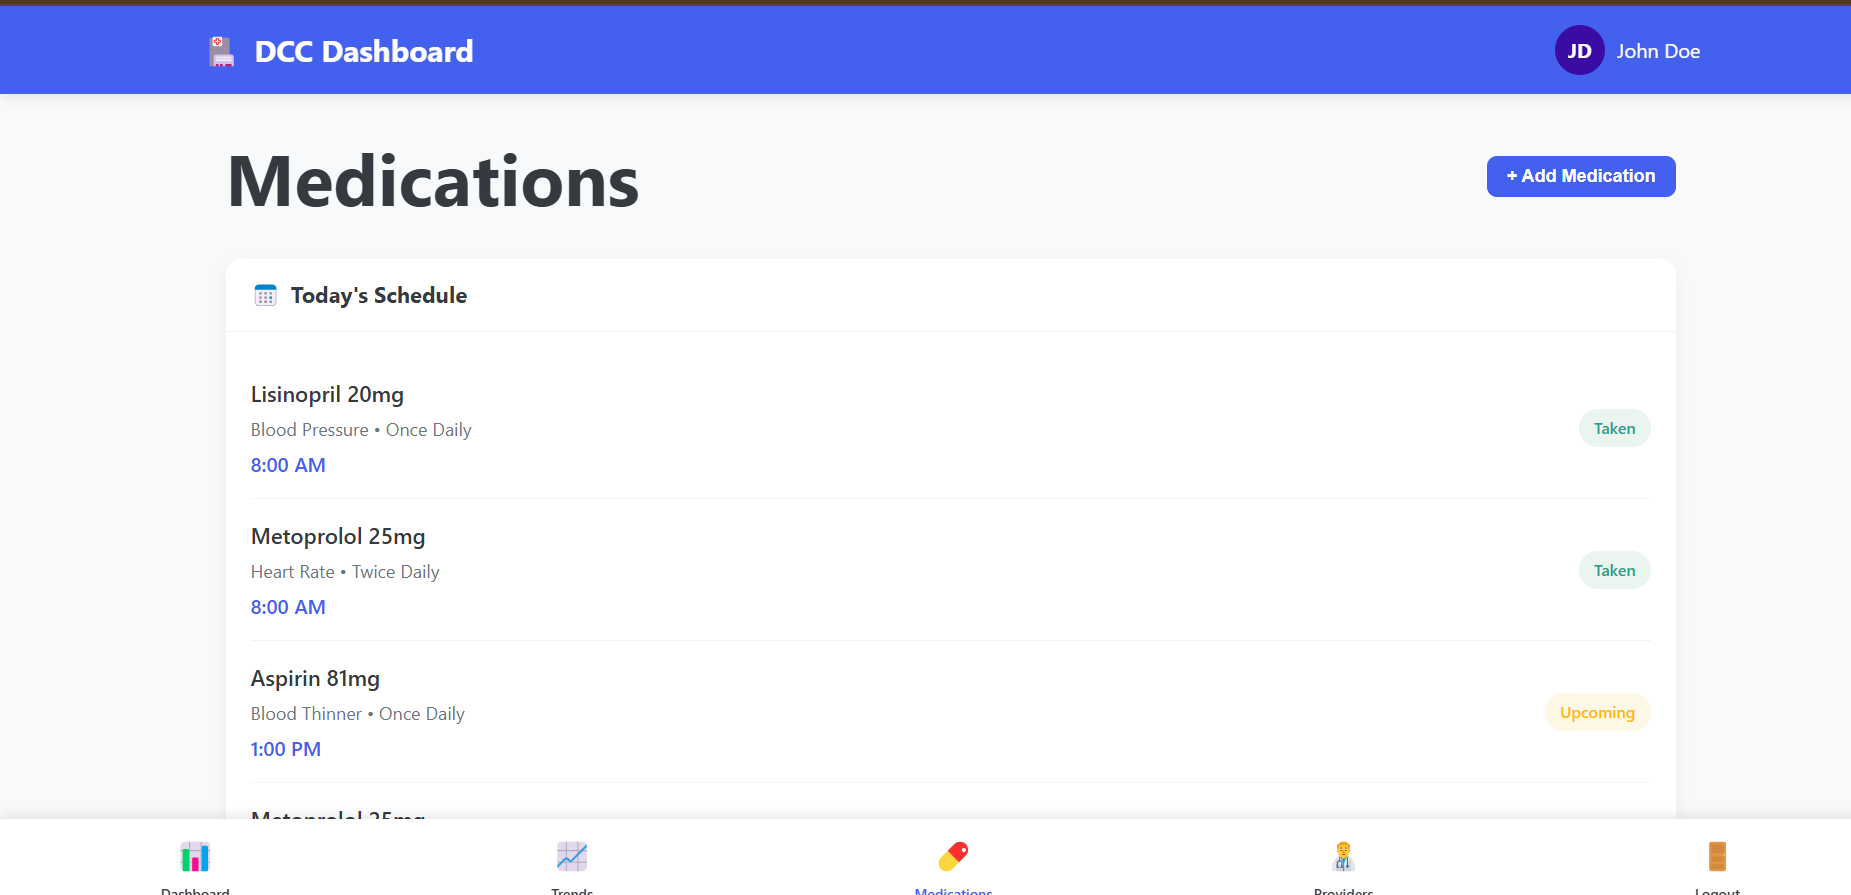 DCC Dashboard
JD John Doe
Medications
+ Add Medication
Today's Schedule
Lisinopril 20mg
Blood Pressure • Once Daily
8:00 AM
Taken
Metoprolol 25mg
Heart Rate • Twice Daily
8:00 AM
Taken
Aspirin 81mg
Blood Thinner • Once Daily
1:00 PM
Upcoming
Metoprolol 25mg
Dashboard
Trends
Medications
Providers
Logout